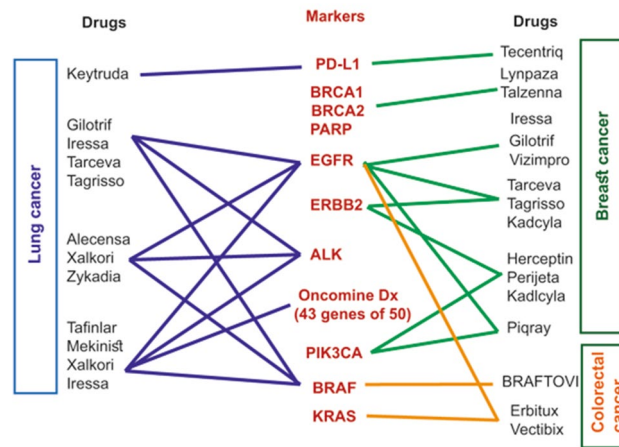 Drugs
Markers
Drugs
Lung cancer
Keytruda
Gilotrif
Iressa
Tarceva
Tagrisso
Alecensa
Xalkori
Zykadia
Tafinlar
Mekinist
Xalkori
Iressa
PD-L1
BRCA1
BRCA2
PARP
EGFR
ERBB2
ALK
Oncomine Dx
(43 genes of 50)
PIK3CA
BRAF
KRAS
Tecentriq
Lynpaza
Talzenna
Iressa
Gilotrif
Vizimpro
Tarceva
Tagrisso
Kadcyla
Herceptin
Perijeta
Kadlcyla
Piqray
BRAFTOVI
Erbitux
Vectibix
Breast cancer
Colorectal
cancer